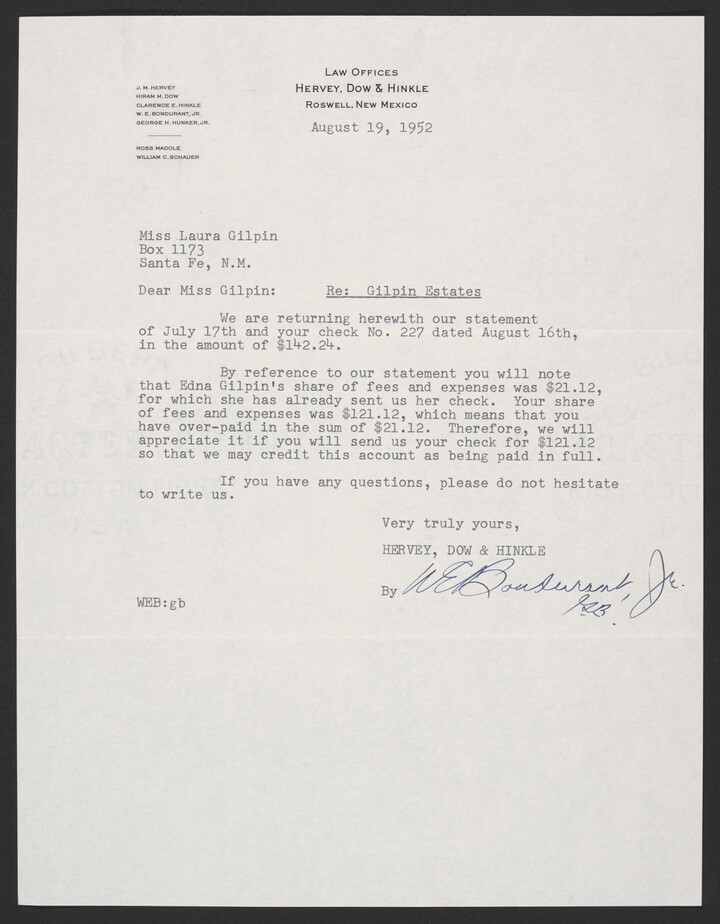 LAW OFFICES
HERVEY, DOW & HINKLE
ROSWELL, NEW MEXICO
J. M. HERVEY
HIRAM M. DOW
CLARENCE E. HINKLE
W. E. BONDURANT, JR.
GEORGE H. HUNKER, JR.
ROSS MADOLE
WILLIAM C. SCHAUER
August 19, 1952
Miss Laura Gilpin
Box 1173
Santa Fe, N.M.
Dear Miss Gilpin: Re: Gilpin Estates
We are returning herewith our statement
of July 17th and your check No. 227 dated August 16th,
in the amount of $142.24.
By reference to our statement you will note
that Edna Gilpin's share of fees and expenses was $21.12,
for which she has already sent us her check. Your share
of fees and expenses was $121.12, which means that you
have over-paid in the sum of $21.12. Therefore, we will
appreciate it if you will send us your check for $121.12
so that we may credit this account as being paid in full.
If you have any questions, please do not hesitate
to write us.
Very truly yours,
HERVEY, DOW & HINKLE
By W E Bondurant, Jr.
WEB:gb